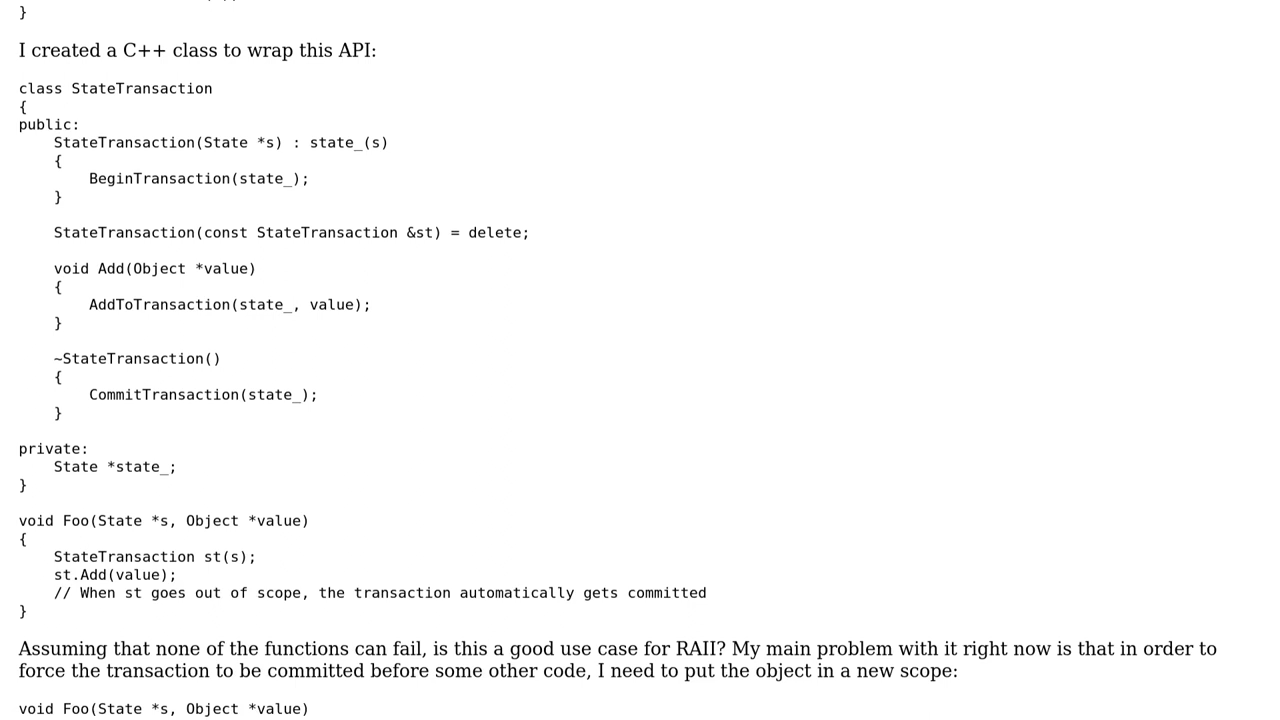 }
I created a C++ class to wrap this API:
class StateTransaction
{
public:
    StateTransaction(State *s) : state_(s)
    {
        BeginTransaction(state_);
    }
    StateTransaction(const StateTransaction &st) = delete;
    void Add(Object *value)
    {
        AddToTransaction(state_, value);
    }
    ~StateTransaction()
    {
        CommitTransaction(state_);
    }
private:
    State *state_;
}
void Foo(State *s, Object *value)
{
    StateTransaction st(s);
    st.Add(value);
    // When st goes out of scope, the transaction automatically gets committed
}
Assuming that none of the functions can fail, is this a good use case for RAII? My main problem with it right now is that in order to
force the transaction to be committed before some other code, I need to put the object in a new scope:
void Foo(State *s, Object *value)